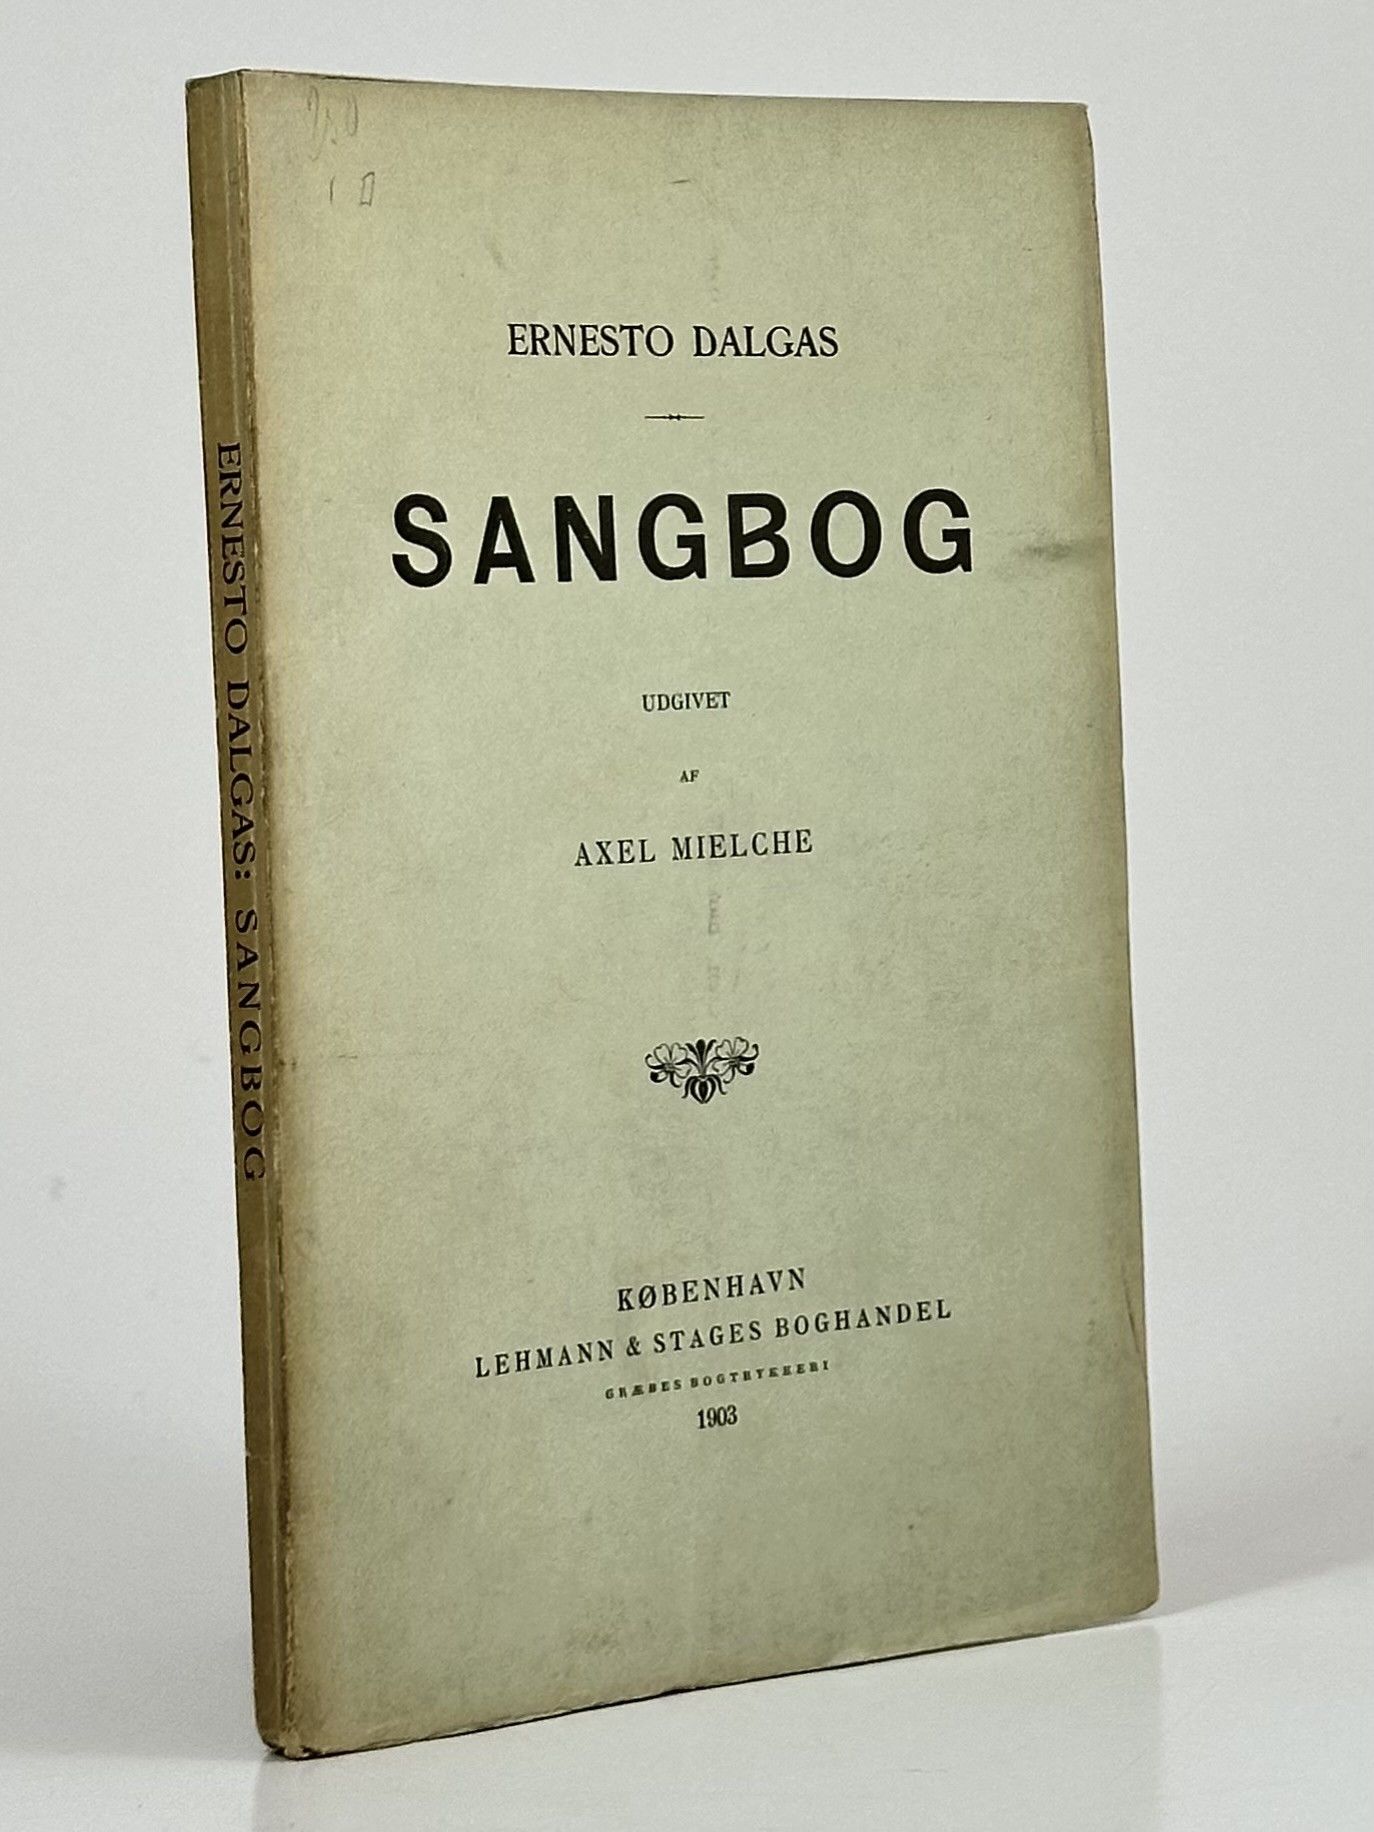 ERNESTO DALGAS
SANGBOG
UDGIVET
AF
AXEL MIELCHE
KØBENHAVN
LEHMANN & STAGES BOGHANDEL
GRÆBES BOGTRYKKERI
1903
ERNESTO DALGAS: SANGBOG